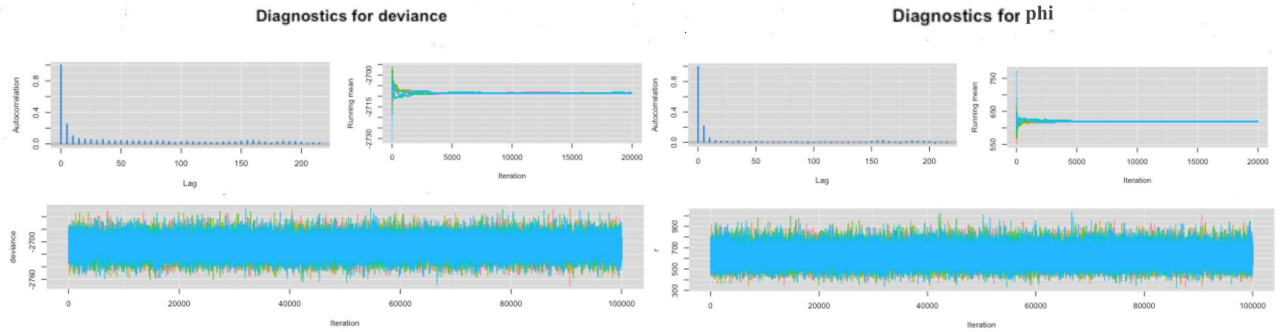 Diagnostics for deviance
Autocorrelation
0.0 0.4 0.8
0 50 100 150 200
Lag
Running mean
-2730 -2715 -2700
0 5000 10000 15000 20000
Iteration
deviance
-2760 -2700
0 20000 40000 60000 80000 100000
Iteration
Diagnostics for phi
Autocorrelation
0.0 0.4 0.8
0 50 100 150 200
Lag
Running mean
550 650 750
0 5000 10000 15000 20000
Iteration
r
300 500 700 900
0 20000 40000 60000 80000 100000
Iteration